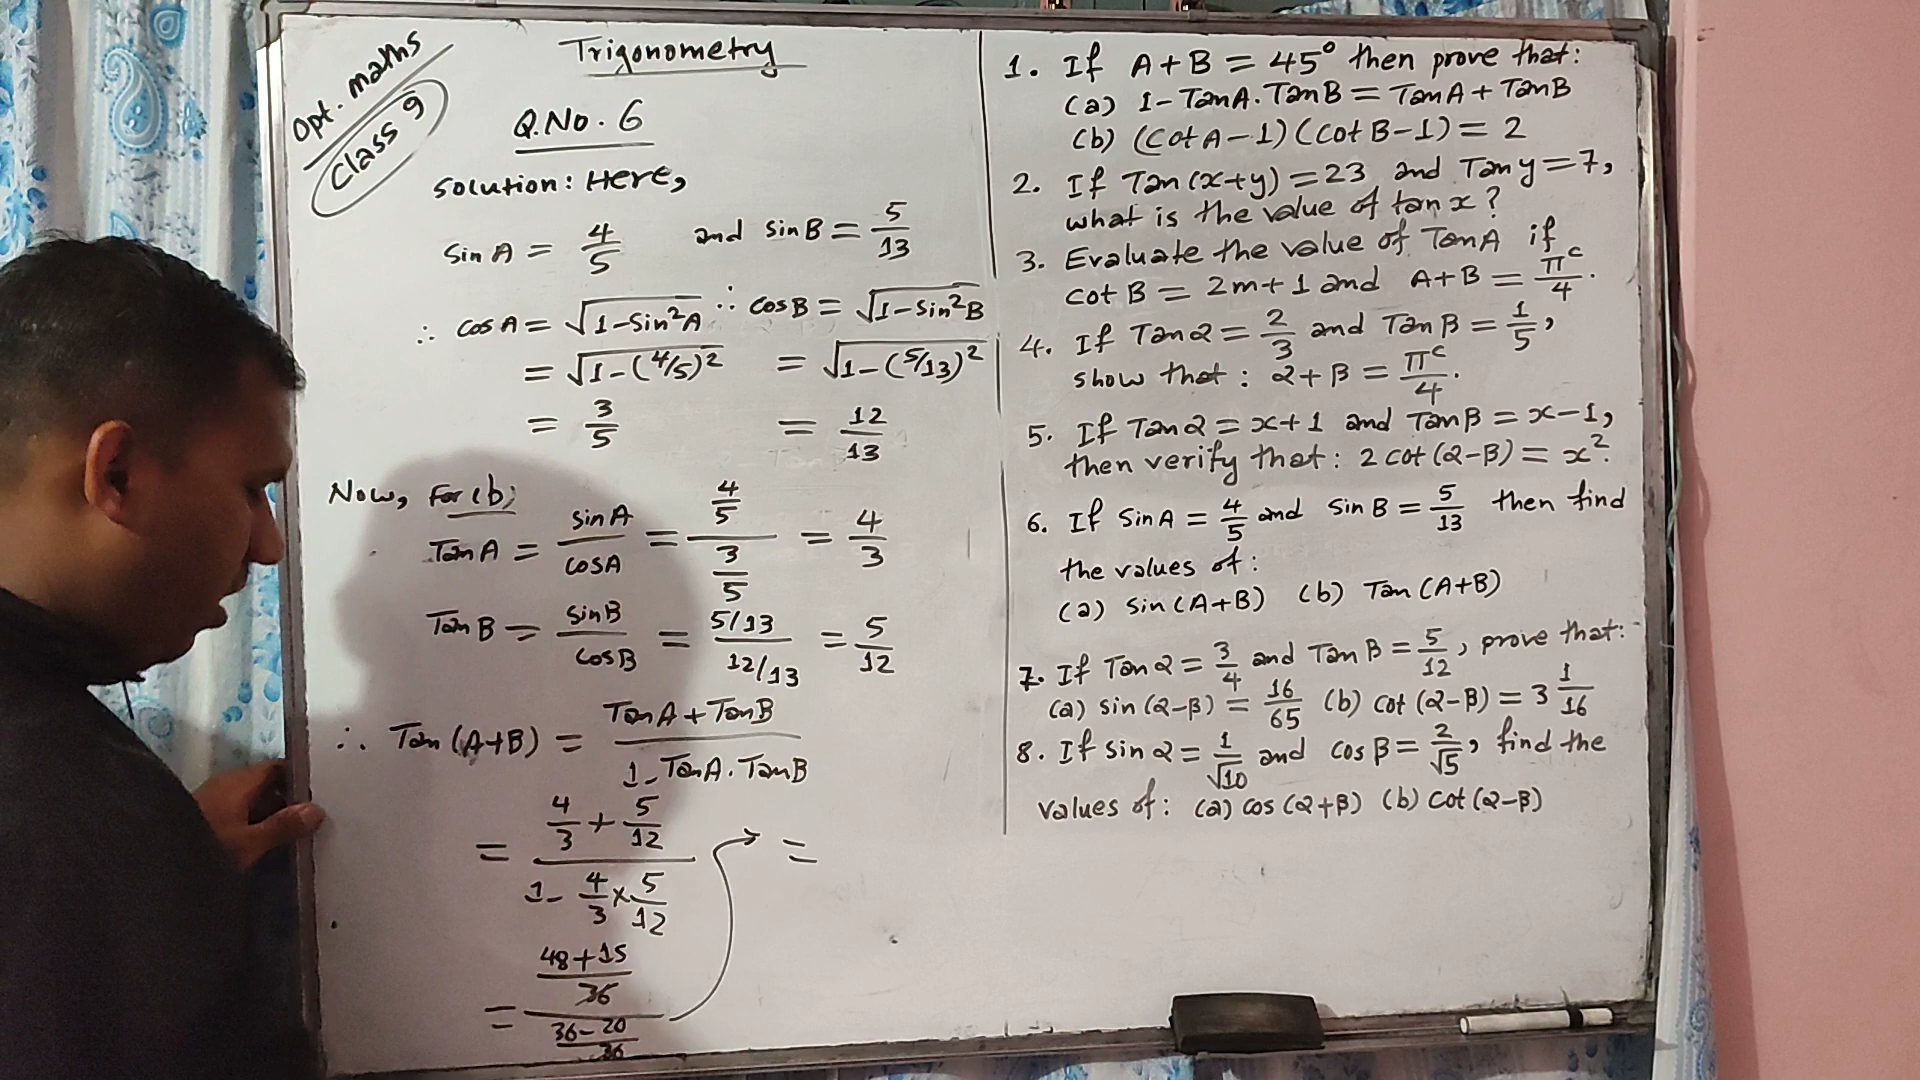 Opt. maths
Class 9
Trigonometry
Q.No. 6
Solution: Here,
Sin A = 4/5 and sin B = 5/13
∴ Cos A = √(1-Sin²A) ∴ Cos B = √(1-Sin²B)
= √(1-(4/5)²) = √(1-(5/13)²)
= 3/5 = 12/13
Now, For (b);
Tan A = sin A/cos A = (4/5)/(3/5) = 4/3
Tan B = sin B/cos B = (5/13)/(12/13) = 5/12
∴ Tan (A+B) = (Tan A + Tan B)/(1 - Tan A . Tan B)
= (4/3 + 5/12)/(1 - 4/3 × 5/12) → =
= ((48+15)/36)/((36-20)/36)
1. If A + B = 45° then prove that:
(a) 1 - Tan A . Tan B = Tan A + Tan B
(b) (Cot A - 1) (Cot B - 1) = 2
2. If Tan (x+y) = 23 and Tan y = 7,
what is the value of tan x ?
3. Evaluate the value of Tan A if
cot B = 2m + 1 and A + B = πᶜ/4.
4. If Tan α = 2/3 and Tan β = 1/5,
show that : α + β = πᶜ/4.
5. If Tan α = x+1 and Tan β = x-1,
then verify that : 2 cot (α-β) = x².
6. If Sin A = 4/5 and Sin B = 5/13 then find
the values of :
(a) Sin (A+B) (b) Tan (A+B)
7. If Tan α = 3/4 and Tan β = 5/12, prove that:
(a) sin (α-β) = 16/65 (b) cot (α-β) = 3 1/16
8. If sin α = 1/√10 and cos β = 2/√5, find the
values of : (a) cos (α+β) (b) Cot (α-β)